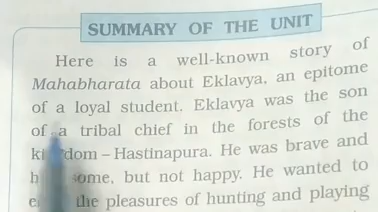 SUMMARY OF THE UNIT
Here is a well-known story of
Mahabharata about Eklavya, an epitome
of a loyal student. Eklavya was the son
of a tribal chief in the forests of the
– Hastinapura. He was brave and
but not happy. He wanted to
the pleasures of hunting and playing